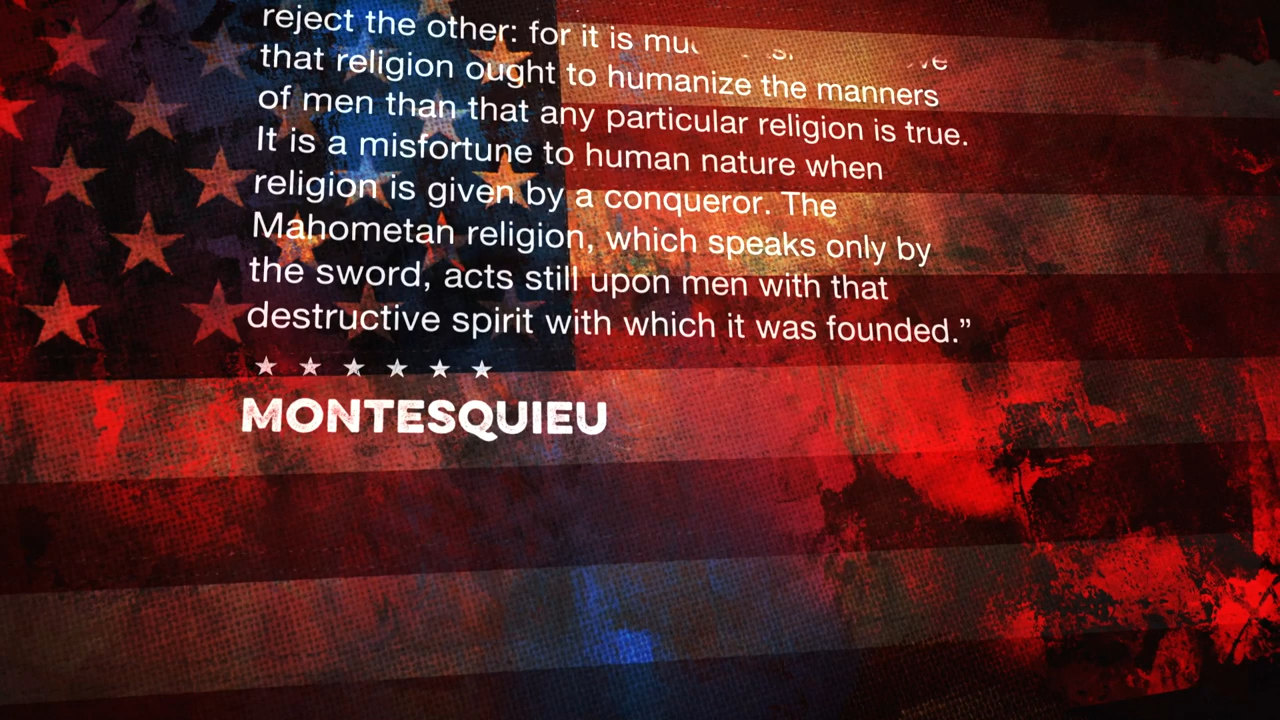 reject the other: for it is
that religion ought to humanize the manners
of men than that any particular religion is true.
It is a misfortune to human nature when
religion is given by a conqueror. The
Mahometan religion, which speaks only by
the sword, acts still upon men with that
destructive spirit with which it was founded.”
MONTESQUIEU